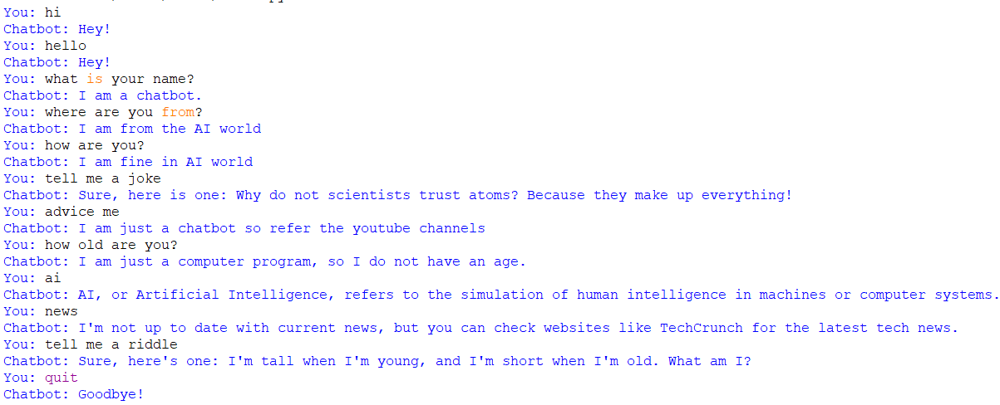 You: hi
Chatbot: Hey!
You: hello
Chatbot: Hey!
You: what is your name?
Chatbot: I am a chatbot.
You: where are you from?
Chatbot: I am from the AI world
You: how are you?
Chatbot: I am fine in AI world
You: tell me a joke
Chatbot: Sure, here is one: Why do not scientists trust atoms? Because they make up everything!
You: advice me
Chatbot: I am just a chatbot so refer the youtube channels
You: how old are you?
Chatbot: I am just a computer program, so I do not have an age.
You: ai
Chatbot: AI, or Artificial Intelligence, refers to the simulation of human intelligence in machines or computer systems.
You: news
Chatbot: I'm not up to date with current news, but you can check websites like TechCrunch for the latest tech news.
You: tell me a riddle
Chatbot: Sure, here's one: I'm tall when I'm young, and I'm short when I'm old. What am I?
You: quit
Chatbot: Goodbye!